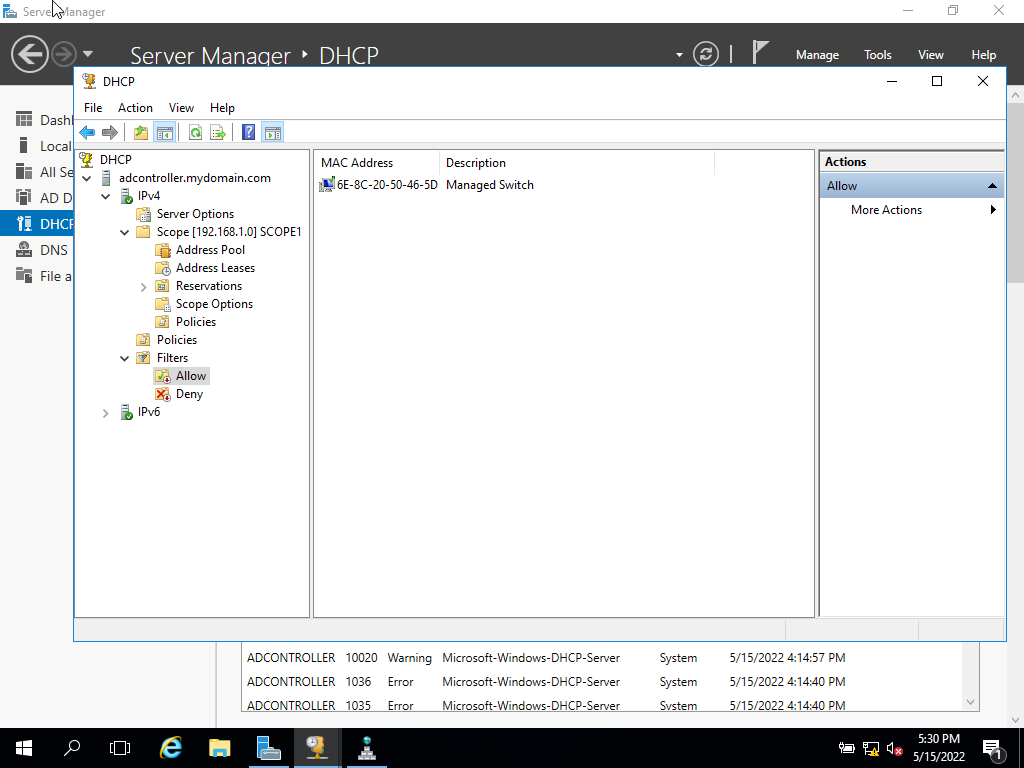 Server Manager
Server Manager • DHCP
Manage Tools View Help
DHCP
File Action View Help
Dashl
Local
All Se
AD D
DHCP
DNS
File a
DHCP
adcontroller.mydomain.com
IPv4
Server Options
Scope [192.168.1.0] SCOPE1
Address Pool
Address Leases
Reservations
Scope Options
Policies
Policies
Filters
Allow
Deny
IPv6
MAC Address Description
6E-8C-20-50-46-5D Managed Switch
Actions
Allow
More Actions
ADCONTROLLER 10020 Warning Microsoft-Windows-DHCP-Server System 5/15/2022 4:14:57 PM
ADCONTROLLER 1036 Error Microsoft-Windows-DHCP-Server System 5/15/2022 4:14:40 PM
ADCONTROLLER 1035 Error Microsoft-Windows-DHCP-Server System 5/15/2022 4:14:40 PM
5:30 PM
5/15/2022
1